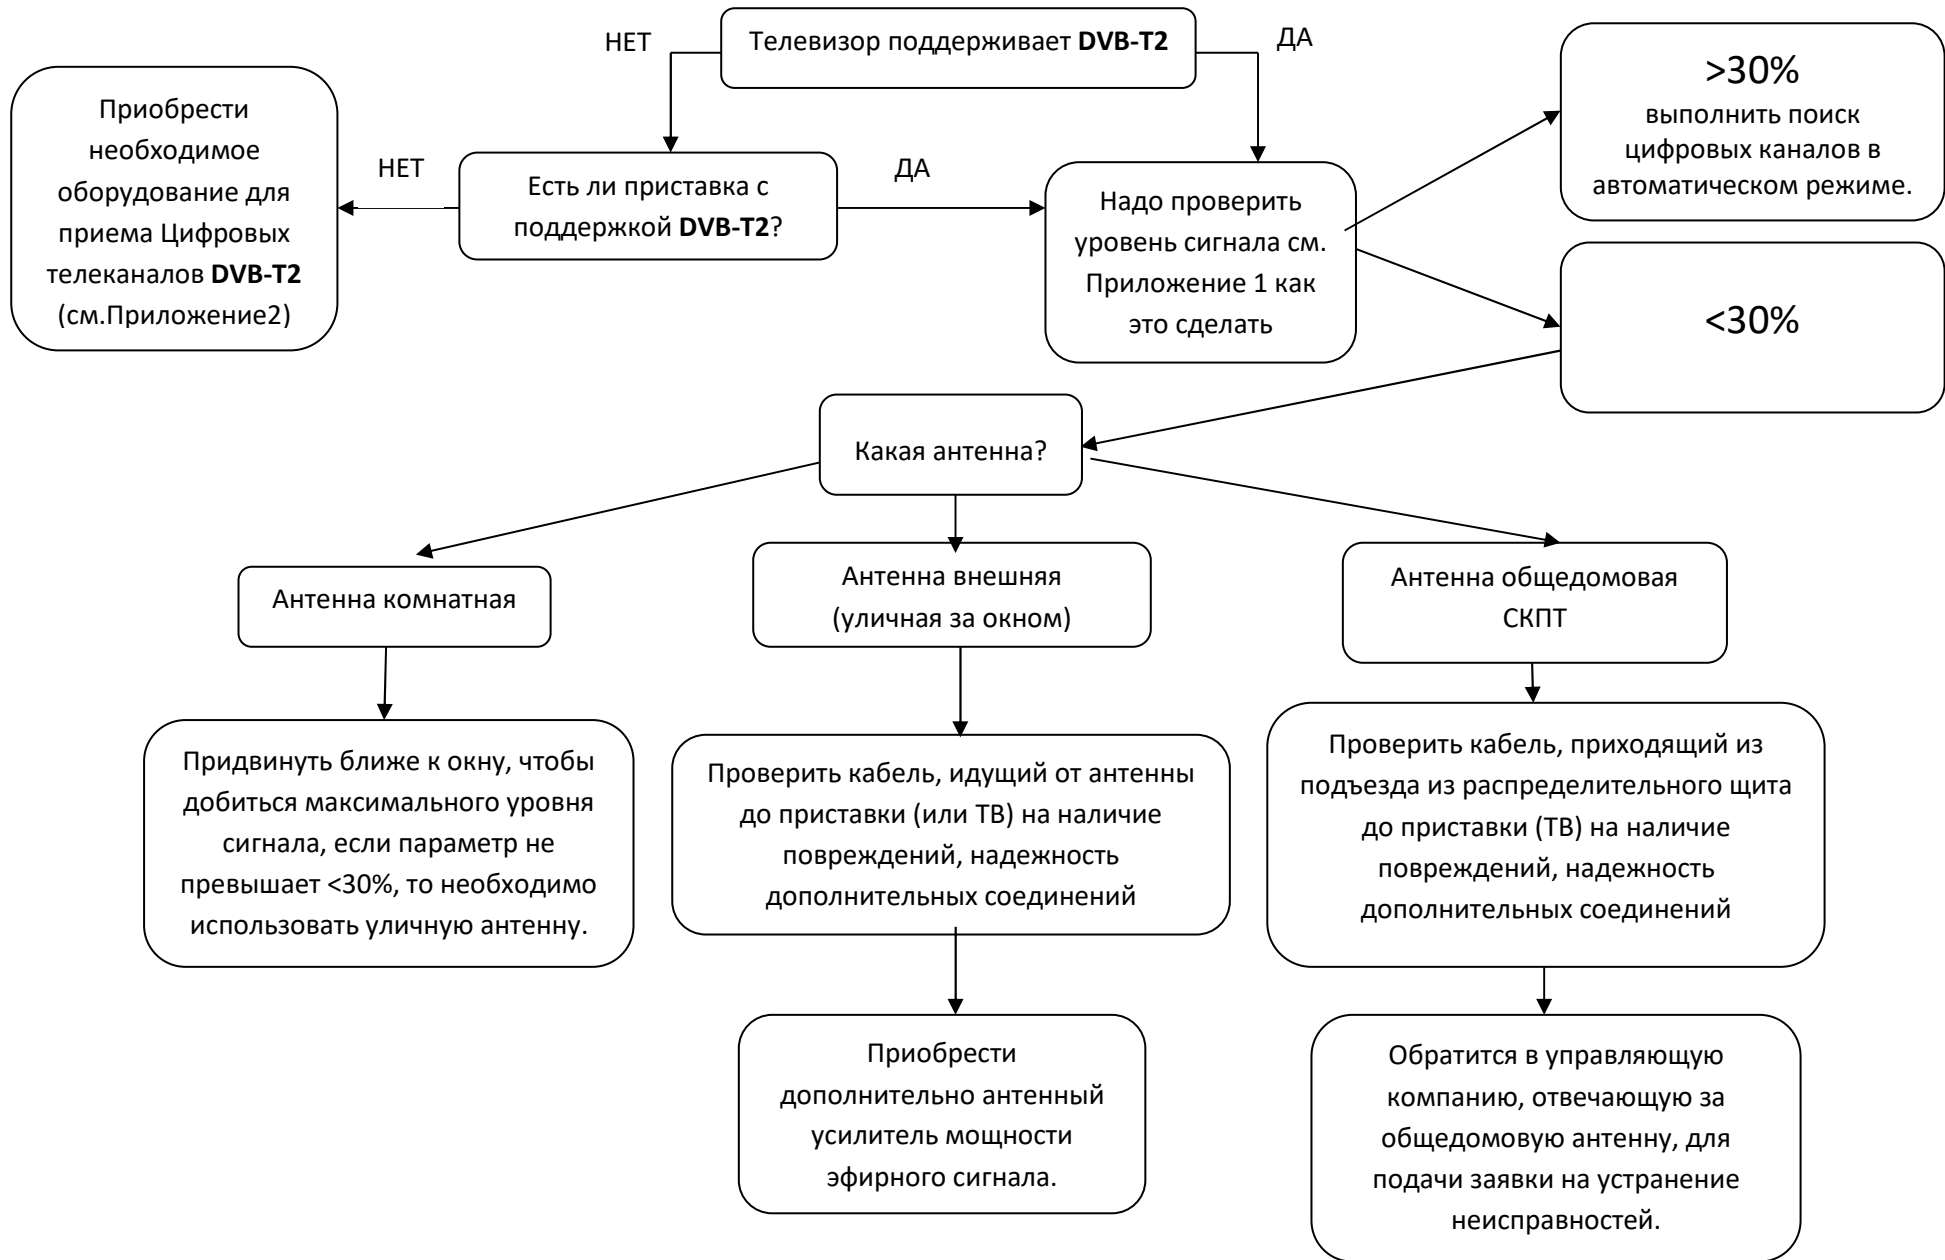 Телевизор поддерживает DVB-T2
НЕТ
ДА
Приобрести
необходимое
оборудование для
приема Цифровых
телеканалов DVB-T2
(см.Приложение2)
НЕТ
Есть ли приставка с
поддержкой DVB-T2?
ДА
Надо проверить
уровень сигнала см.
Приложение 1 как
это сделать
>30%
выполнить поиск
цифровых каналов в
автоматическом режиме.
<30%
Какая антенна?
Антенна комнатная
Антенна внешняя
(уличная за окном)
Антенна общедомовая
СКПТ
Придвинуть ближе к окну, чтобы
добиться максимального уровня
сигнала, если параметр не
превышает <30%, то необходимо
использовать уличную антенну.
Проверить кабель, идущий от антенны
до приставки (или ТВ) на наличие
повреждений, надежность
дополнительных соединений
Проверить кабель, приходящий из
подъезда из распределительного щита
до приставки (ТВ) на наличие
повреждений, надежность
дополнительных соединений
Приобрести
дополнительно антенный
усилитель мощности
эфирного сигнала.
Обратится в управляющую
компанию, отвечающую за
общедомовую антенну, для
подачи заявки на устранение
неисправностей.